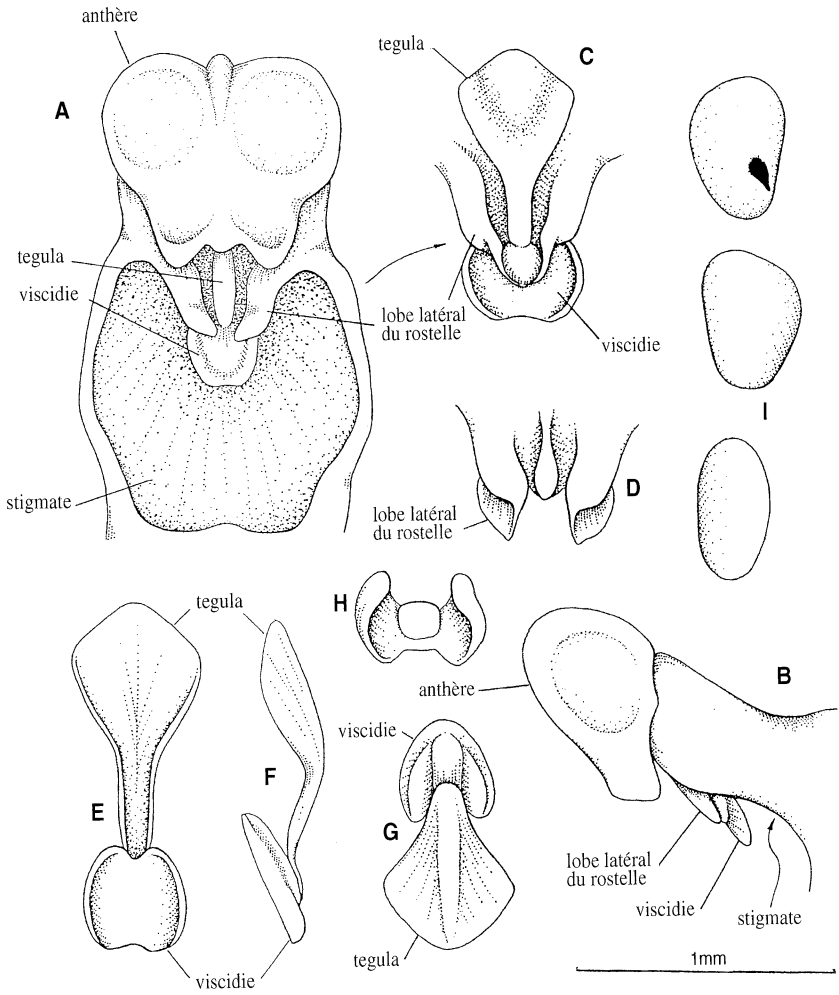 anthère
A
tegula
viscidie
stigmate
tegula
C
lobe latéral
du rostelle
viscidie
I
lobe latéral
du rostelle
D
tegula
E
F
viscidie
H
viscidie
G
tegula
anthère
B
lobe latéral
du rostelle
viscidie
stigmate
1mm